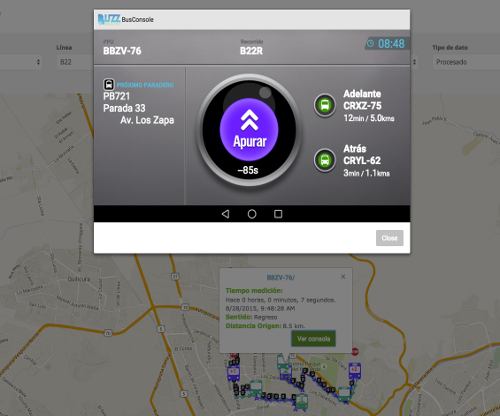 BUZZ BusConsole
PPU
BBZV-76
Recorrido
B22R
08:48
Línea
B22
Tipo de dato
Procesado
PRÓXIMO PARADERO
PB721
Parada 33
Av. Los Zapa
Apurar
–85s
Adelante
CRXZ-75
12min / 5.0kms
Atrás
CRYL-62
3min / 1.1kms
Close
Quilicura
BBZV-76/
×
Tiempo medición:
Hace 0 horas, 0 minutos, 7 segundos.
8/28/2015, 9:48:28 AM
Sentido: Regreso
Distancia Origen: 8.5 km.
Ver consola